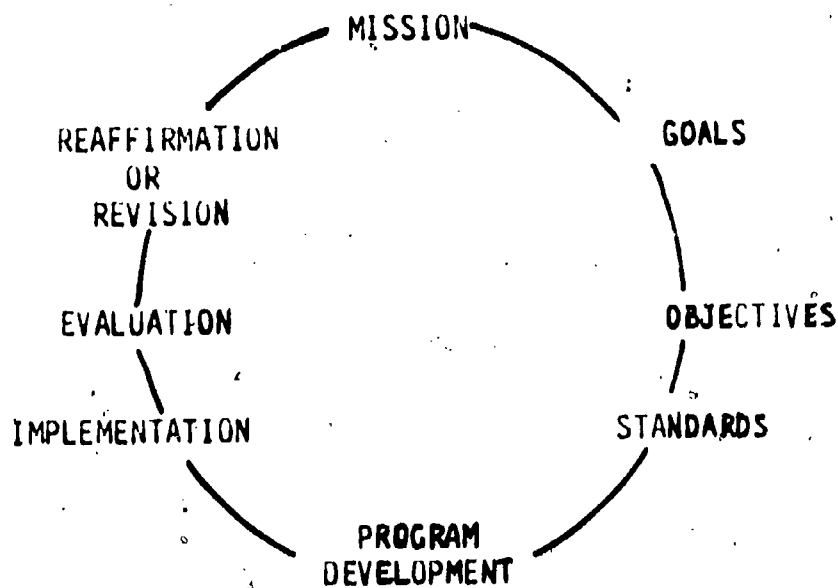 MISSION
GOALS
REAFFIRMATION
OR
REVISION
EVALUATION
OBJECTIVES
IMPLEMENTATION
STANDARDS
PROGRAM
DEVELOPMENT